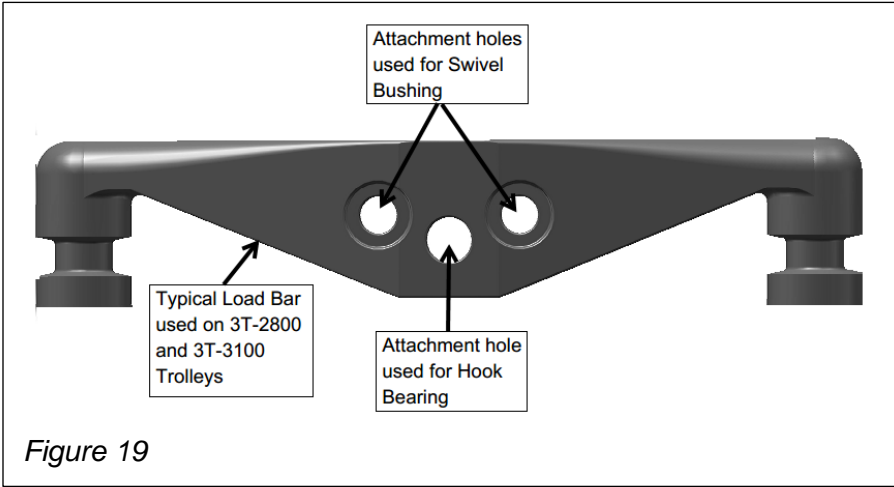 Attachment holes
used for Swivel
Bushing
Typical Load Bar
used on 3T-2800
and 3T-3100
Trolleys
Attachment hole
used for Hook
Bearing
Figure 19